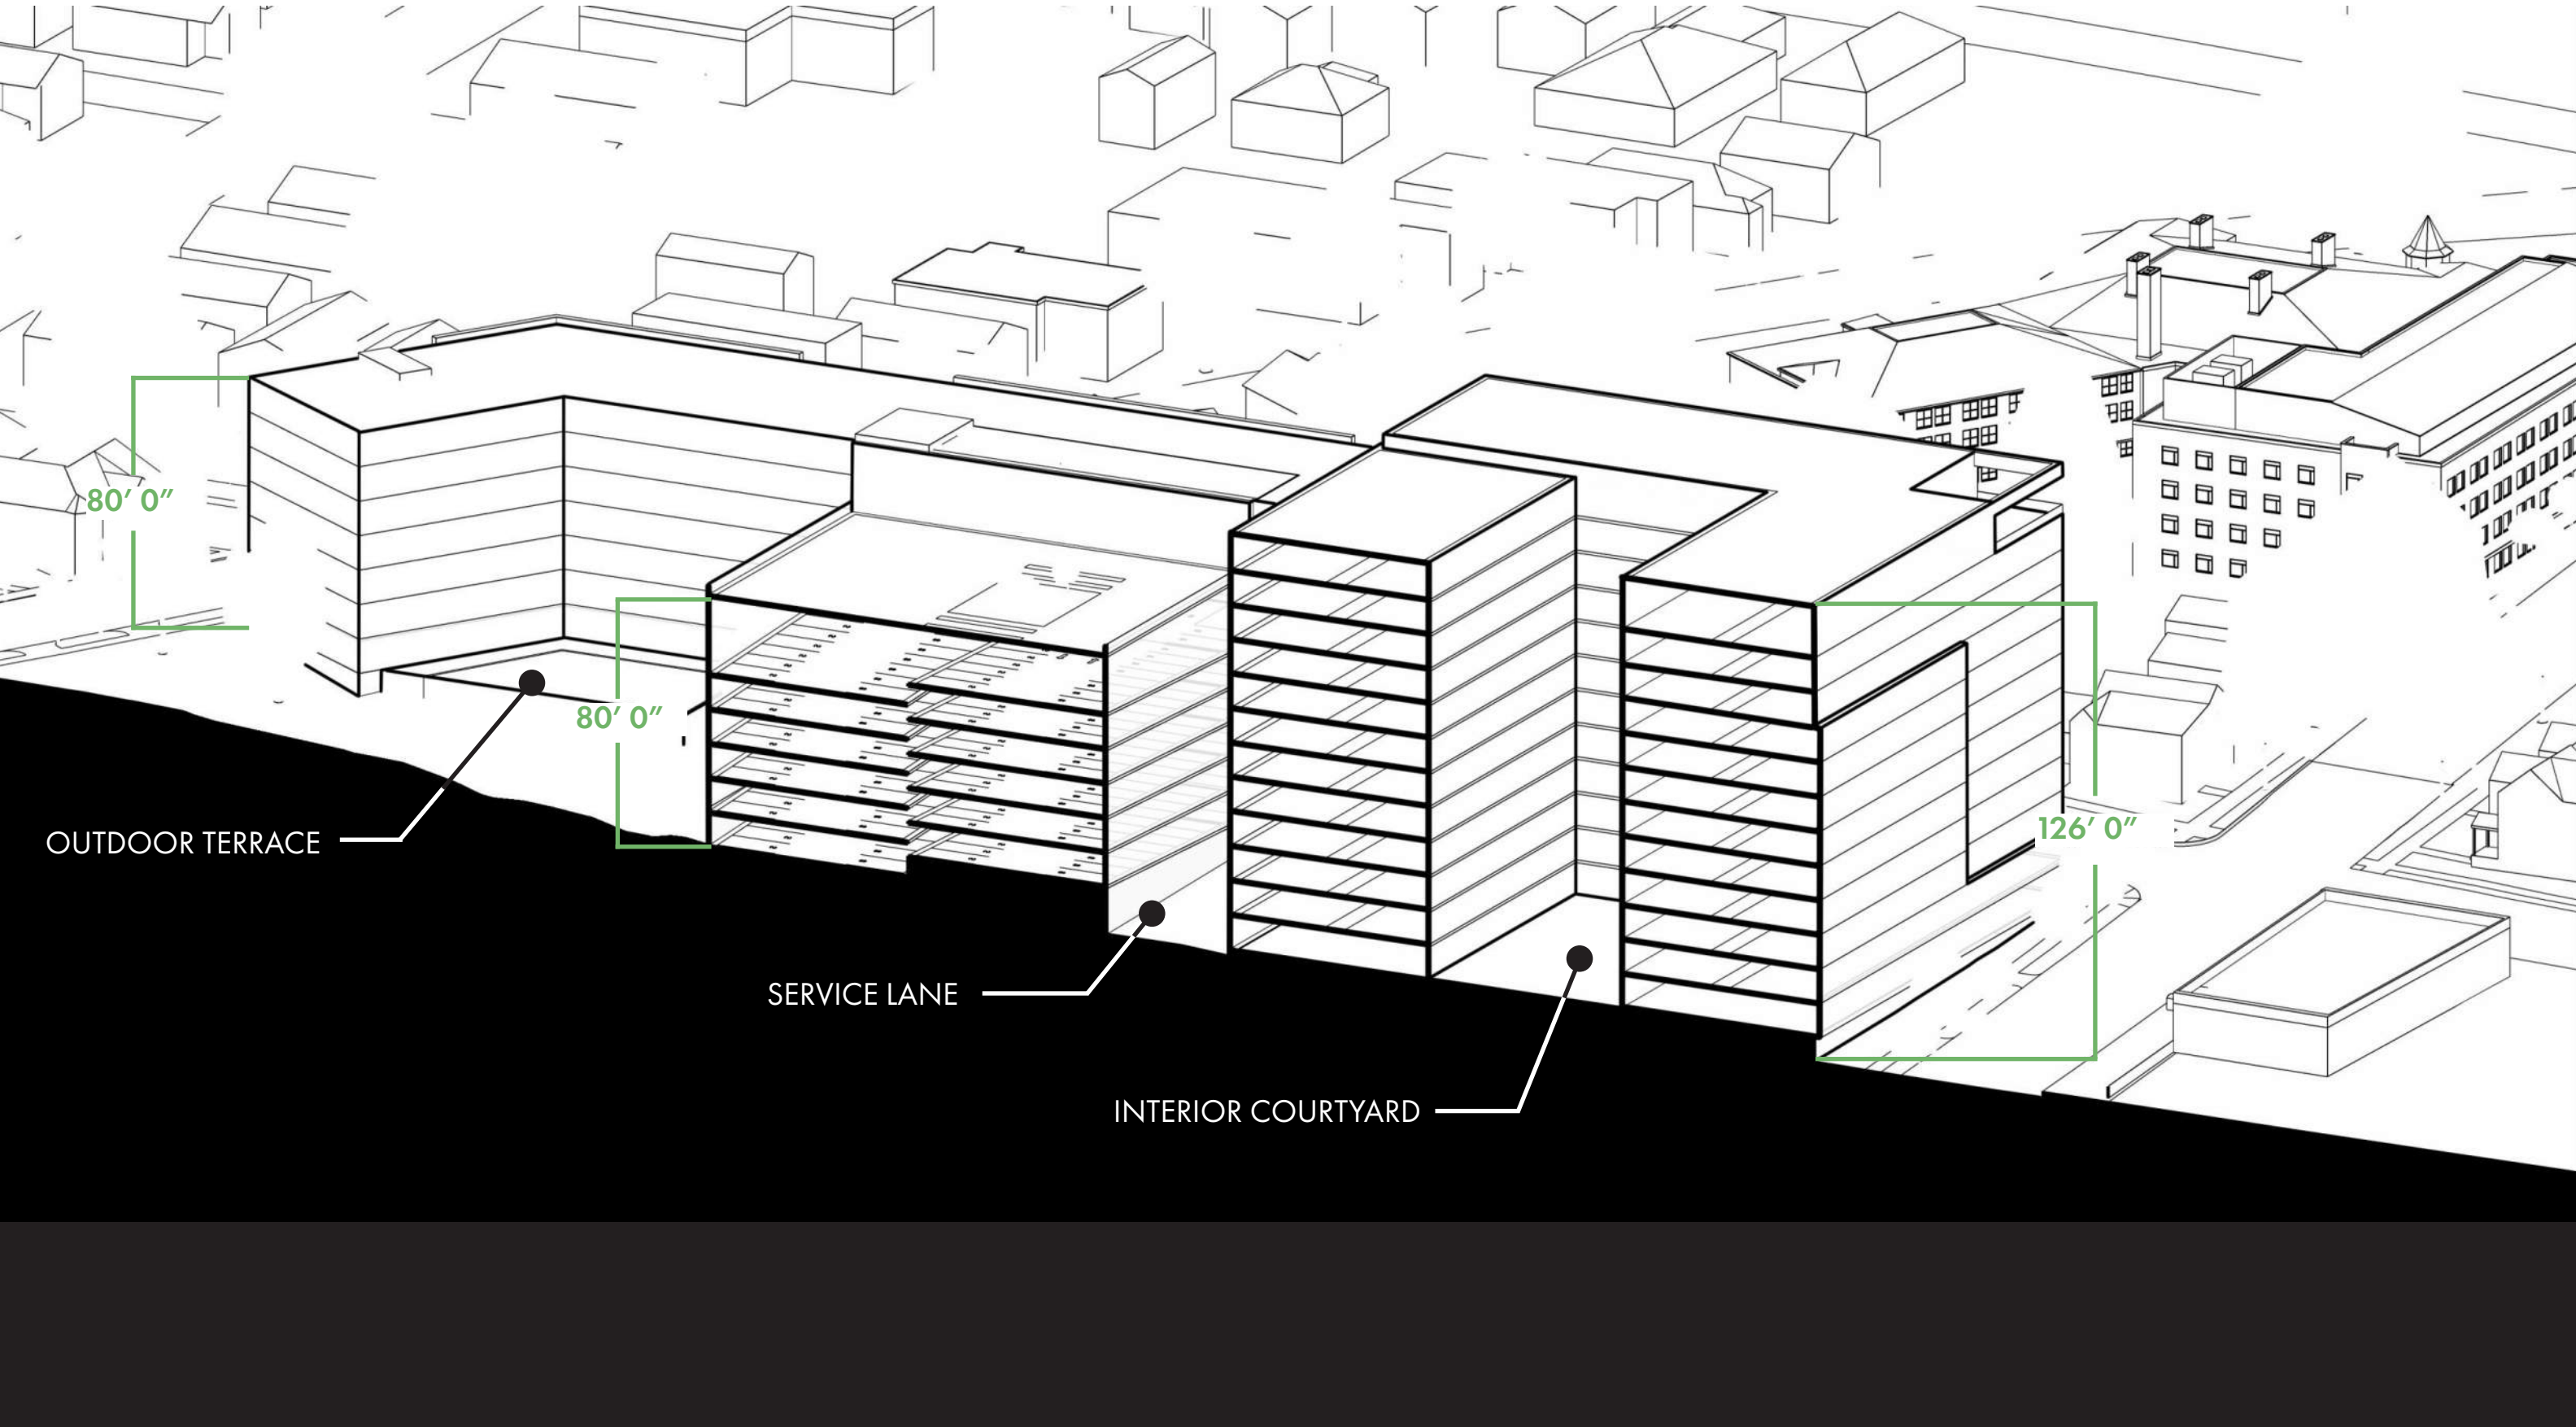 80′ 0″
80′ 0″
126′ 0″
OUTDOOR TERRACE
SERVICE LANE
INTERIOR COURTYARD